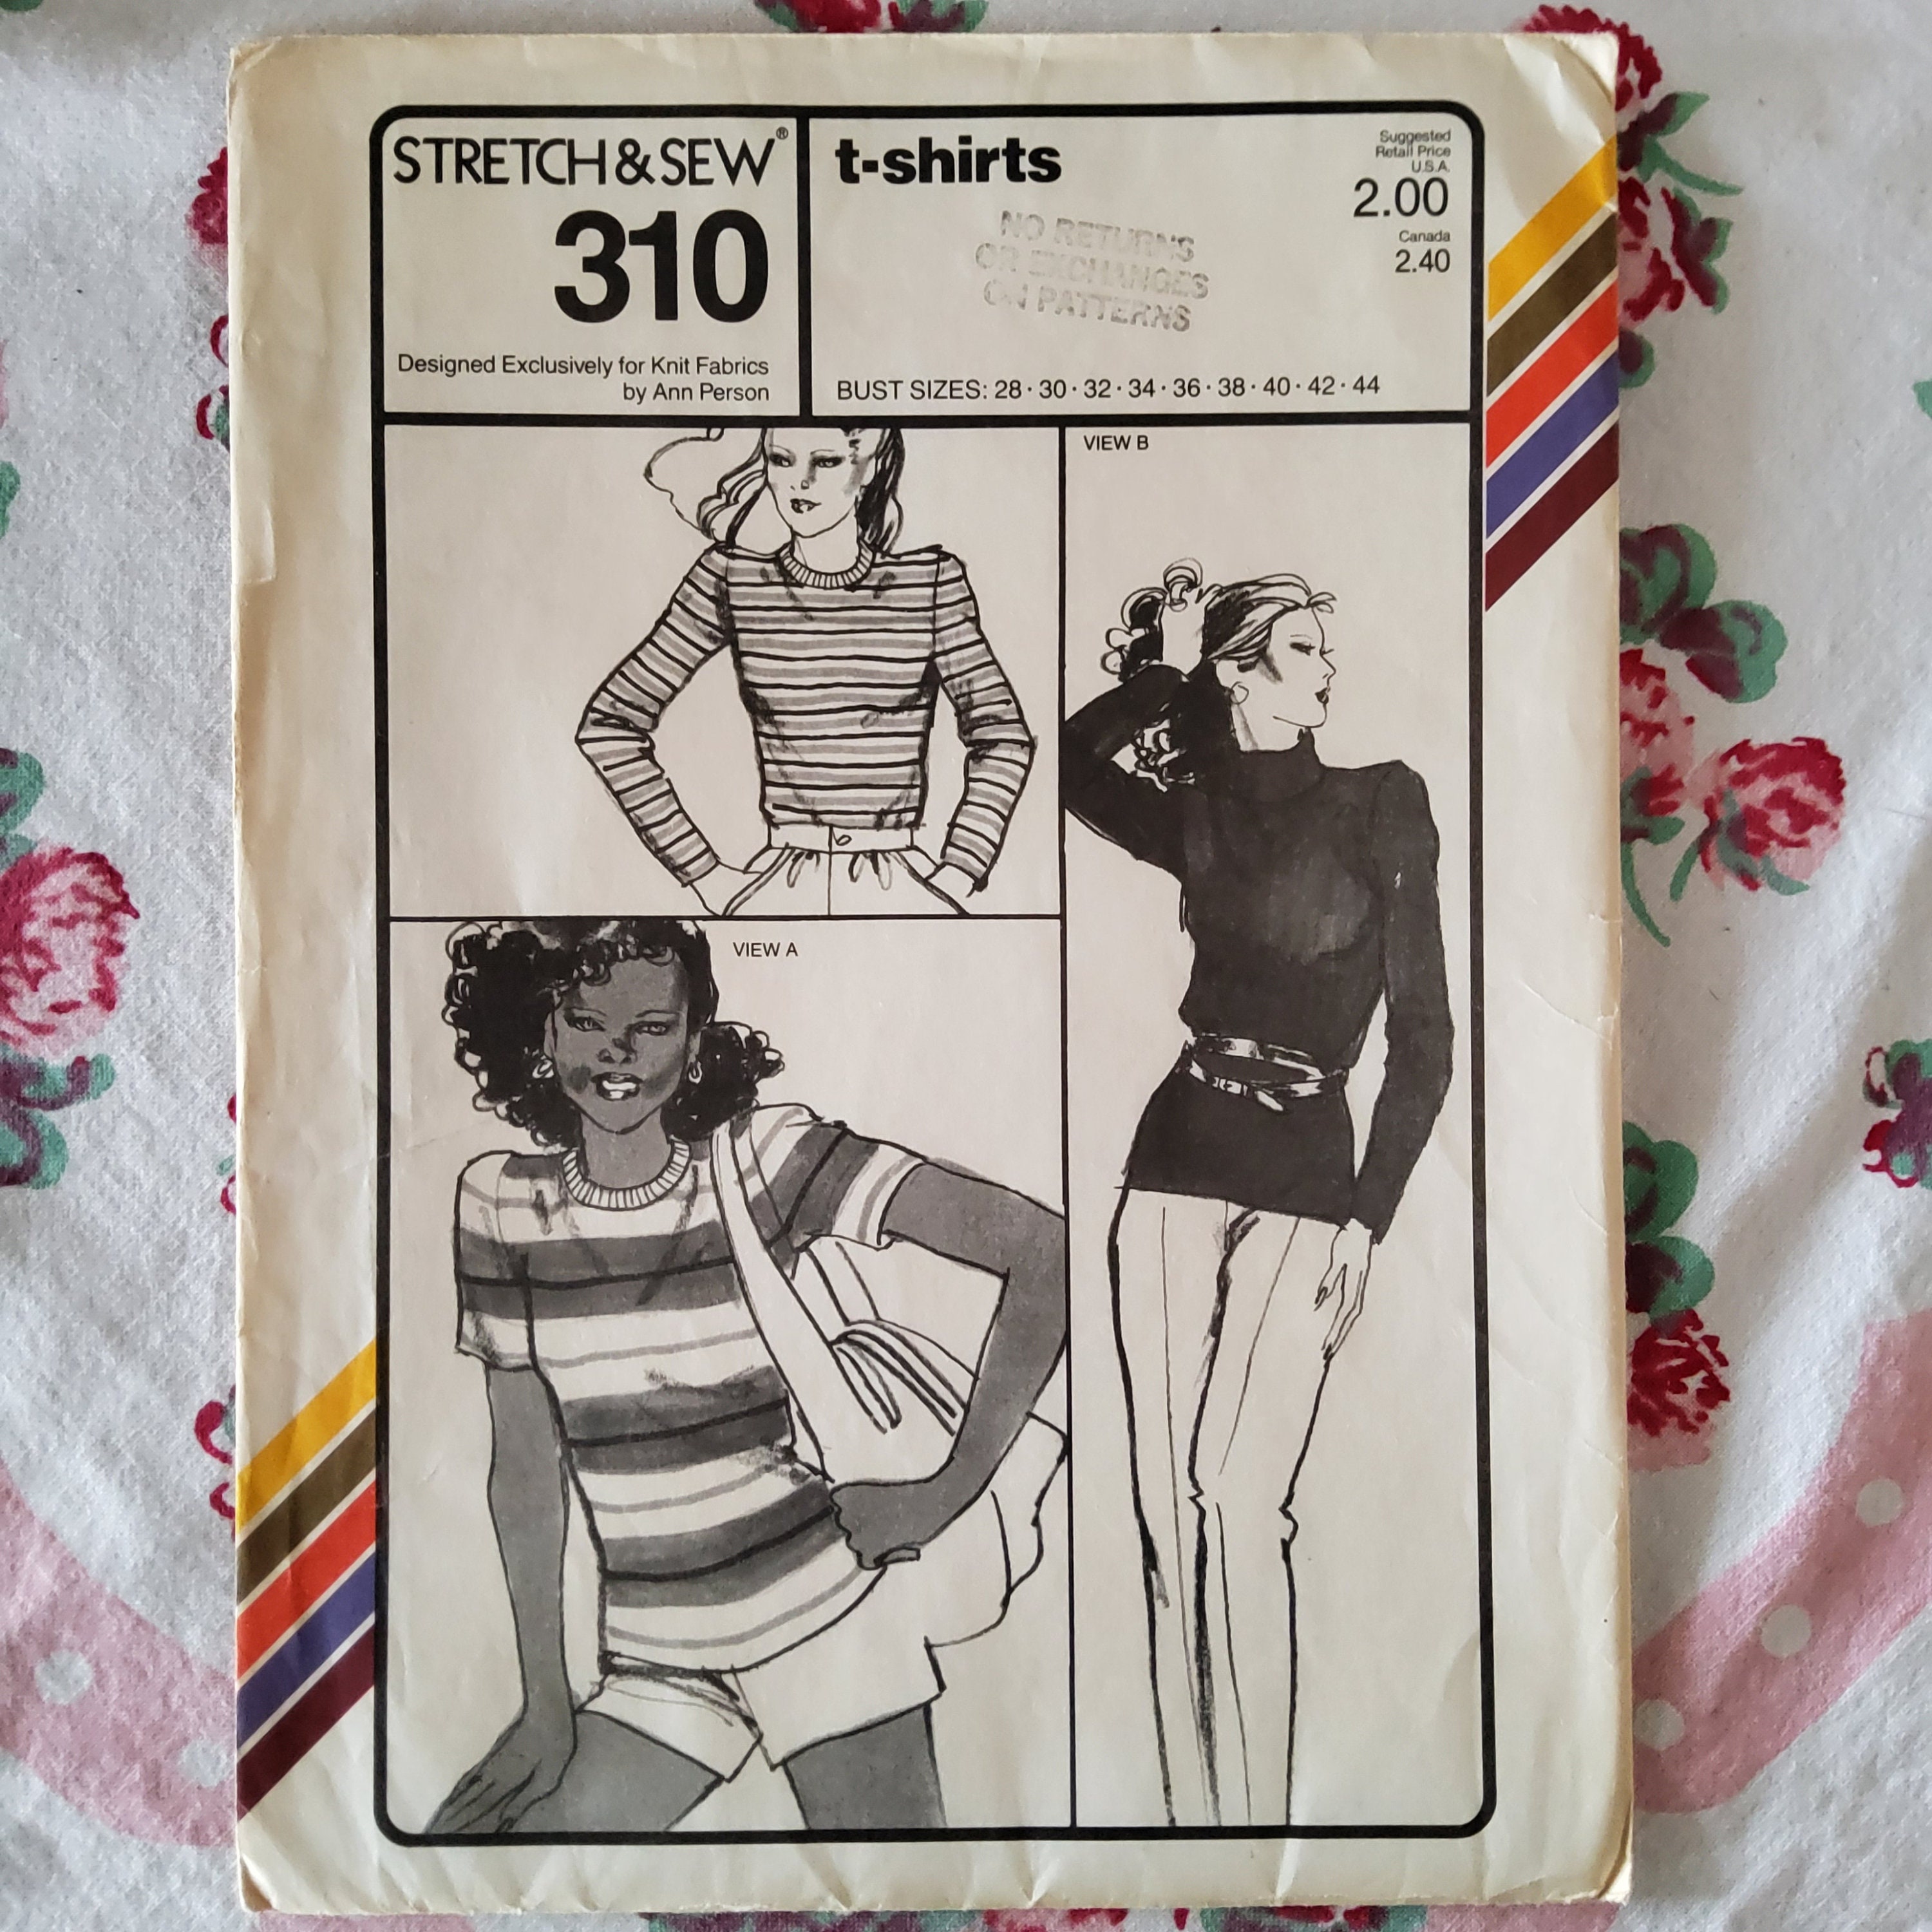 STRETCH & SEW®
310
Designed Exclusively for Knit Fabrics
by Ann Person
t-shirts
NO RETURNS
OR EXCHANGES
ON PATTERNS
Suggested
Retail Price
U.S.A.
2.00
Canada
2.40
BUST SIZES: 28 · 30 · 32 · 34 · 36 · 38 · 40 · 42 · 44
VIEW B
VIEW A